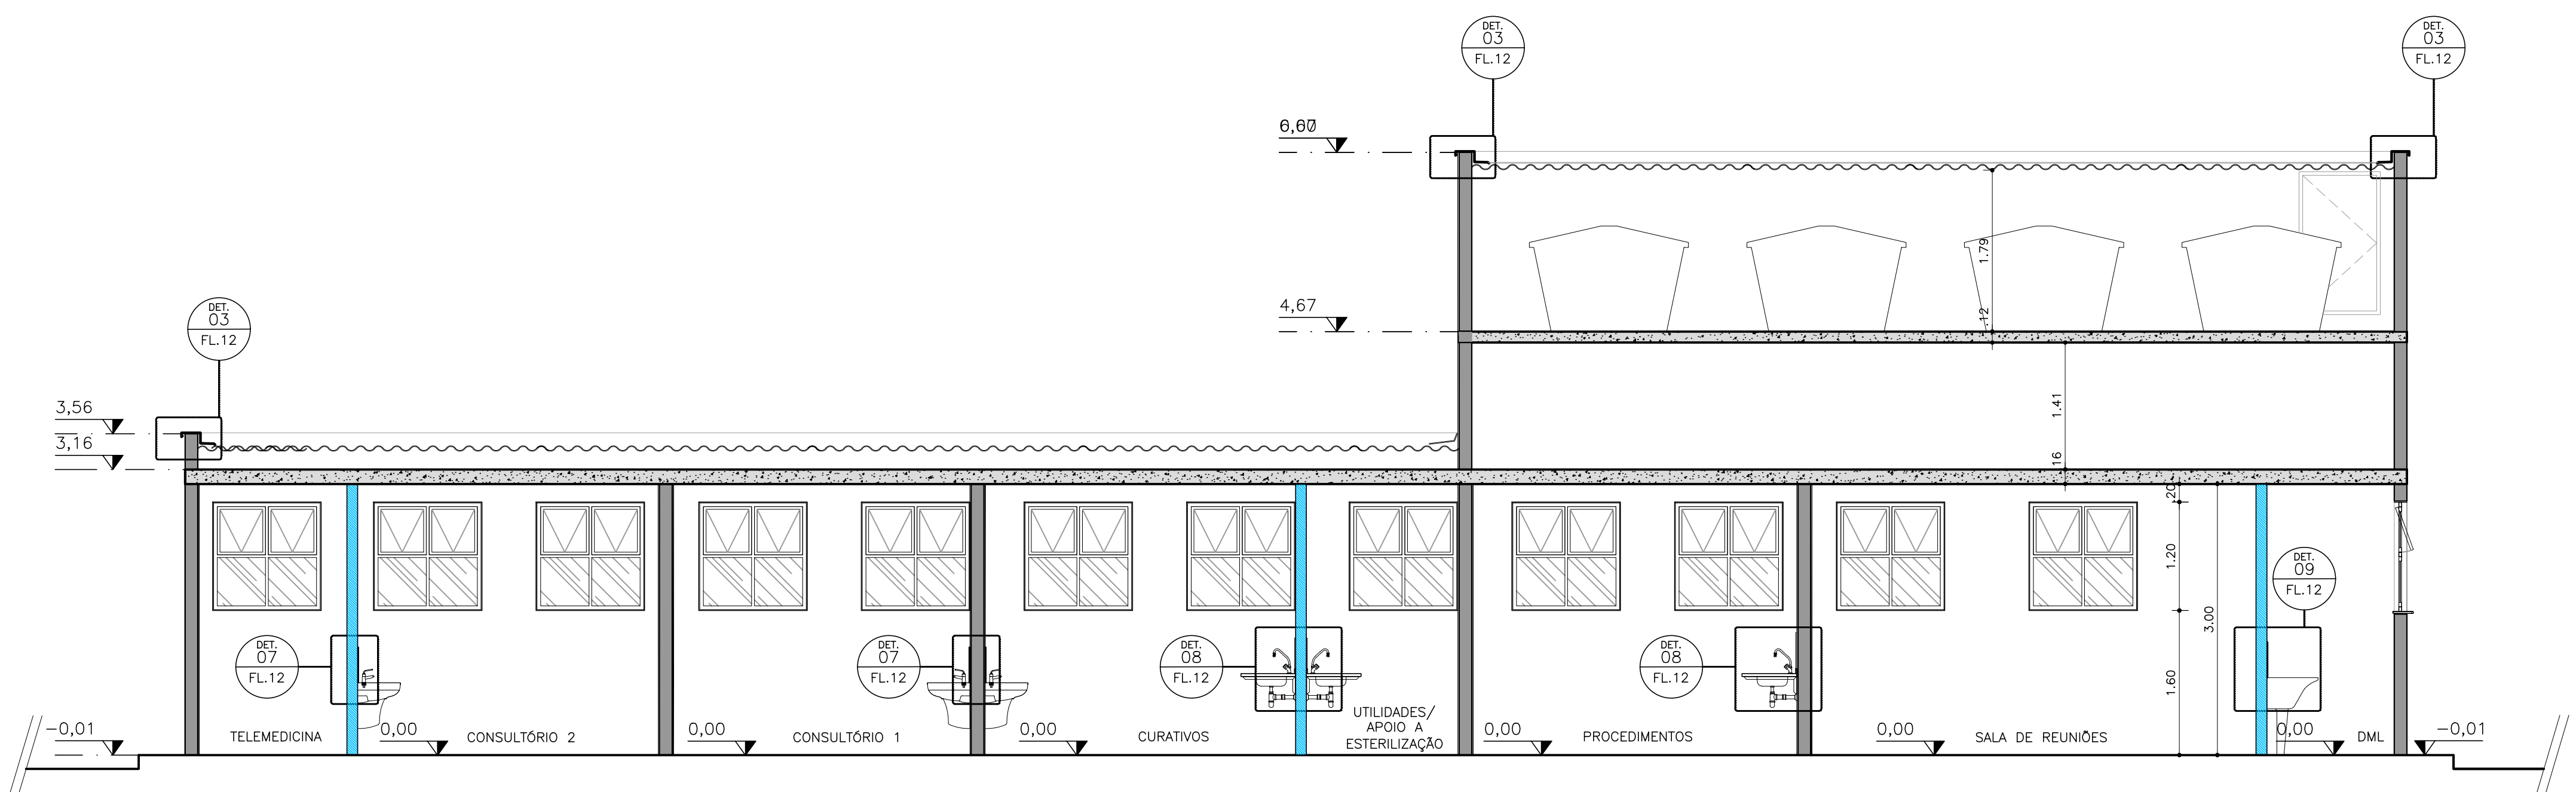 DET.
03
FL.12
DET.
03
FL.12
4,67
1.79
.12
DET.
03
FL.12
3,56
3,16
1.41
16
.20
1.20
3.00
1.60
DET.
09
FL.12
DET.
07
FL.12
DET.
07
FL.12
DET.
08
FL.12
DET.
08
FL.12
-0,01
TELEMEDICINA
0,00
CONSULTÓRIO 2
0,00
CONSULTÓRIO 1
0,00
CURATIVOS
UTILIDADES/
APOIO A
ESTERILIZAÇÃO
0,00
PROCEDIMENTOS
0,00
SALA DE REUNIÕES
0,00
DML
-0,01